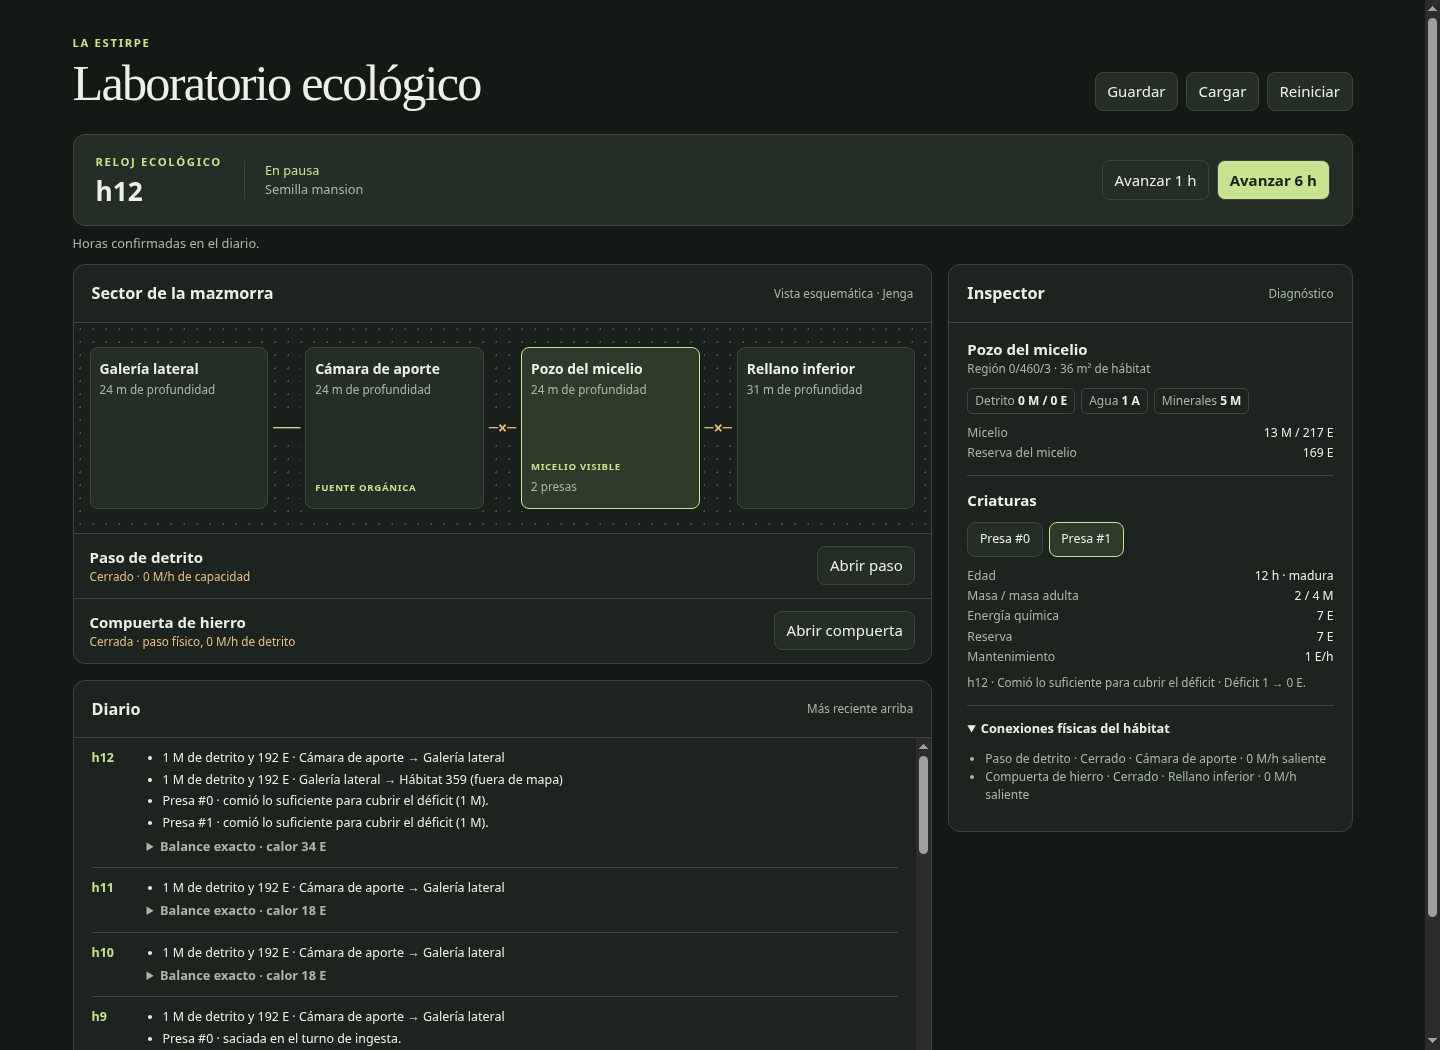 LA ESTIRPE
Laboratorio ecológico
Guardar
Cargar
Reiniciar
RELOJ ECOLÓGICO
h12
En pausa
Semilla mansion
Avanzar 1 h
Avanzar 6 h
Horas confirmadas en el diario.
Sector de la mazmorra
Vista esquemática · Jenga
Galería lateral
24 m de profundidad
Cámara de aporte
24 m de profundidad
FUENTE ORGÁNICA
Pozo del micelio
24 m de profundidad
MICELIO VISIBLE
2 presas
Rellano inferior
31 m de profundidad
Paso de detrito
Cerrado · 0 M/h de capacidad
Abrir paso
Compuerta de hierro
Cerrada · paso físico, 0 M/h de detrito
Abrir compuerta
Diario
Más reciente arriba
h12
• 1 M de detrito y 192 E · Cámara de aporte → Galería lateral
• 1 M de detrito y 192 E · Galería lateral → Hábitat 359 (fuera de mapa)
• Presa #0 · comió lo suficiente para cubrir el déficit (1 M).
• Presa #1 · comió lo suficiente para cubrir el déficit (1 M).
▶ Balance exacto · calor 34 E
h11
• 1 M de detrito y 192 E · Cámara de aporte → Galería lateral
▶ Balance exacto · calor 18 E
h10
• 1 M de detrito y 192 E · Cámara de aporte → Galería lateral
▶ Balance exacto · calor 18 E
h9
• 1 M de detrito y 192 E · Cámara de aporte → Galería lateral
• Presa #0 · saciada en el turno de ingesta.
Inspector
Diagnóstico
Pozo del micelio
Región 0/460/3 · 36 m² de hábitat
Detrito 0 M / 0 E
Agua 1 A
Minerales 5 M
Micelio 13 M / 217 E
Reserva del micelio 169 E
Criaturas
Presa #0
Presa #1
Edad 12 h · madura
Masa / masa adulta 2 / 4 M
Energía química 7 E
Reserva 7 E
Mantenimiento 1 E/h
h12 · Comió lo suficiente para cubrir el déficit · Déficit 1 → 0 E.
▼ Conexiones físicas del hábitat
• Paso de detrito · Cerrado · Cámara de aporte · 0 M/h saliente
• Compuerta de hierro · Cerrado · Rellano inferior · 0 M/h
saliente